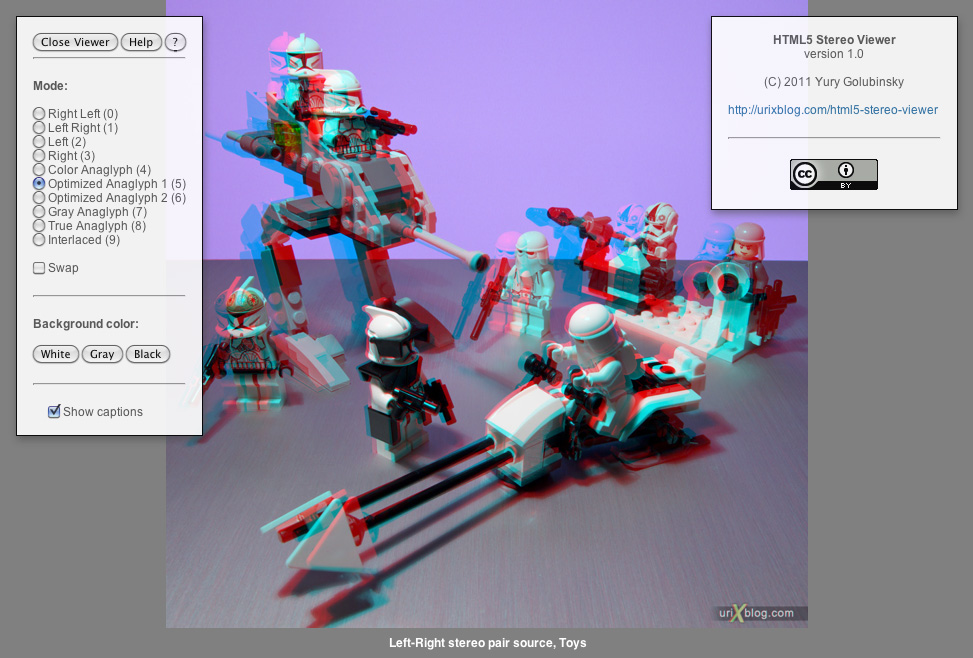 Close Viewer Help ?
Mode:
Right Left (0)
Left Right (1)
Left (2)
Right (3)
Color Anaglyph (4)
Optimized Anaglyph 1 (5)
Optimized Anaglyph 2 (6)
Gray Anaglyph (7)
True Anaglyph (8)
Interlaced (9)
Swap
Background color:
White Gray Black
Show captions
HTML5 Stereo Viewer
version 1.0
(C) 2011 Yury Golubinsky
http://urixblog.com/html5-stereo-viewer
cc
BY
uriXblog.com
Left-Right stereo pair source, Toys